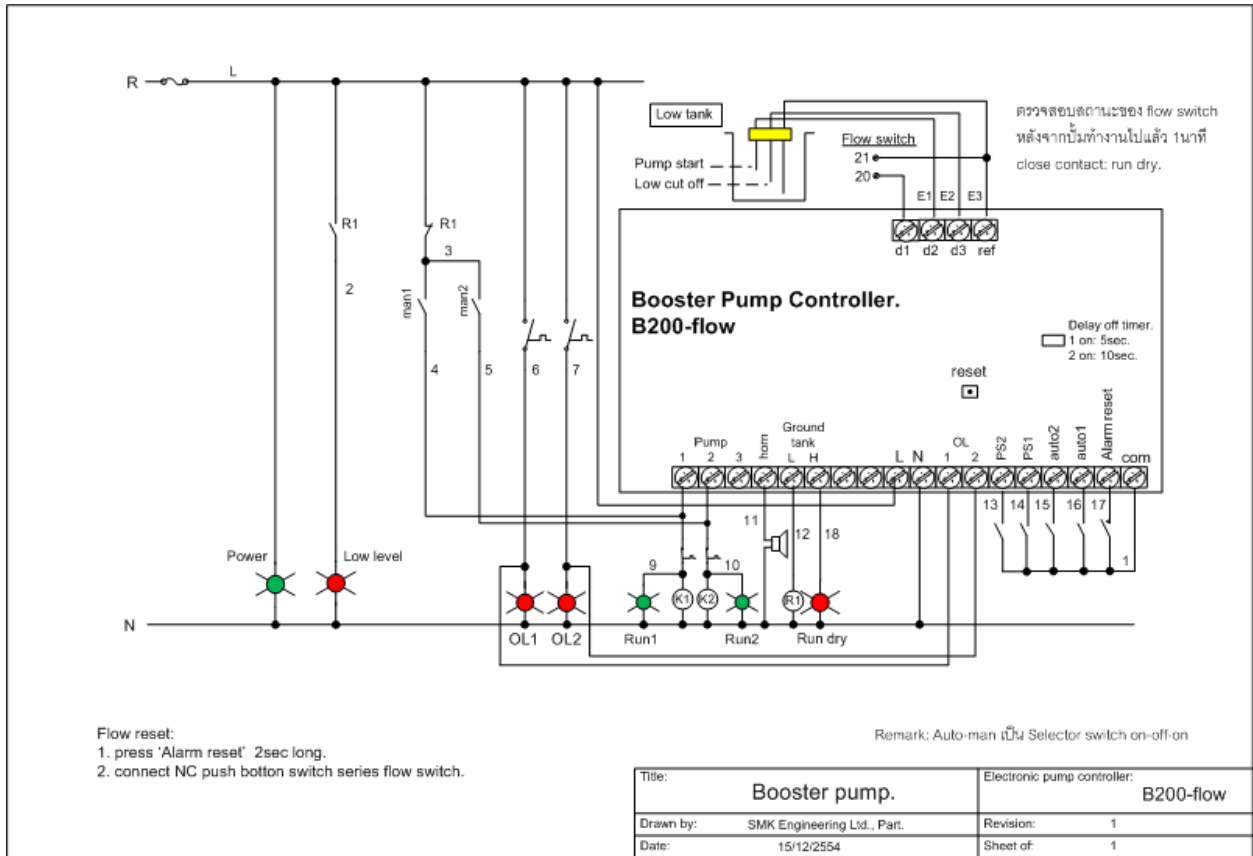 R
L
Low tank
Pump start
Low cut off
Flow switch
21
20
E1 E2 E3
ตรวจสอบสถานะของ flow switch
หลังจากปั๊มทำงานไปแล้ว 1นาที
close contact: run dry.
d1 d2 d3 ref
R1
R1
2
3
man1
man2
4
5
6
7
Booster Pump Controller.
B200-flow
Delay off timer.
1 on: 5sec.
2 on: 10sec.
reset
Pump
1 2 3
horn
Ground
tank
L H
L N
OL
1 2
PS2
PS1
auto2
auto1
Alarm reset
com
11
12
18
13
14
15
16
17
1
Power
Low level
9
10
K1
K2
R1
N
OL1
OL2
Run1
Run2
Run dry
Flow reset:
1. press 'Alarm reset' 2sec long.
2. connect NC push botton switch series flow switch.
Remark: Auto-man เป็น Selector switch on-off-on
Title:
Booster pump.
Electronic pump controller:
B200-flow
Drawn by: SMK Engineering Ltd., Part.
Revision: 1
Date: 15/12/2554
Sheet of: 1